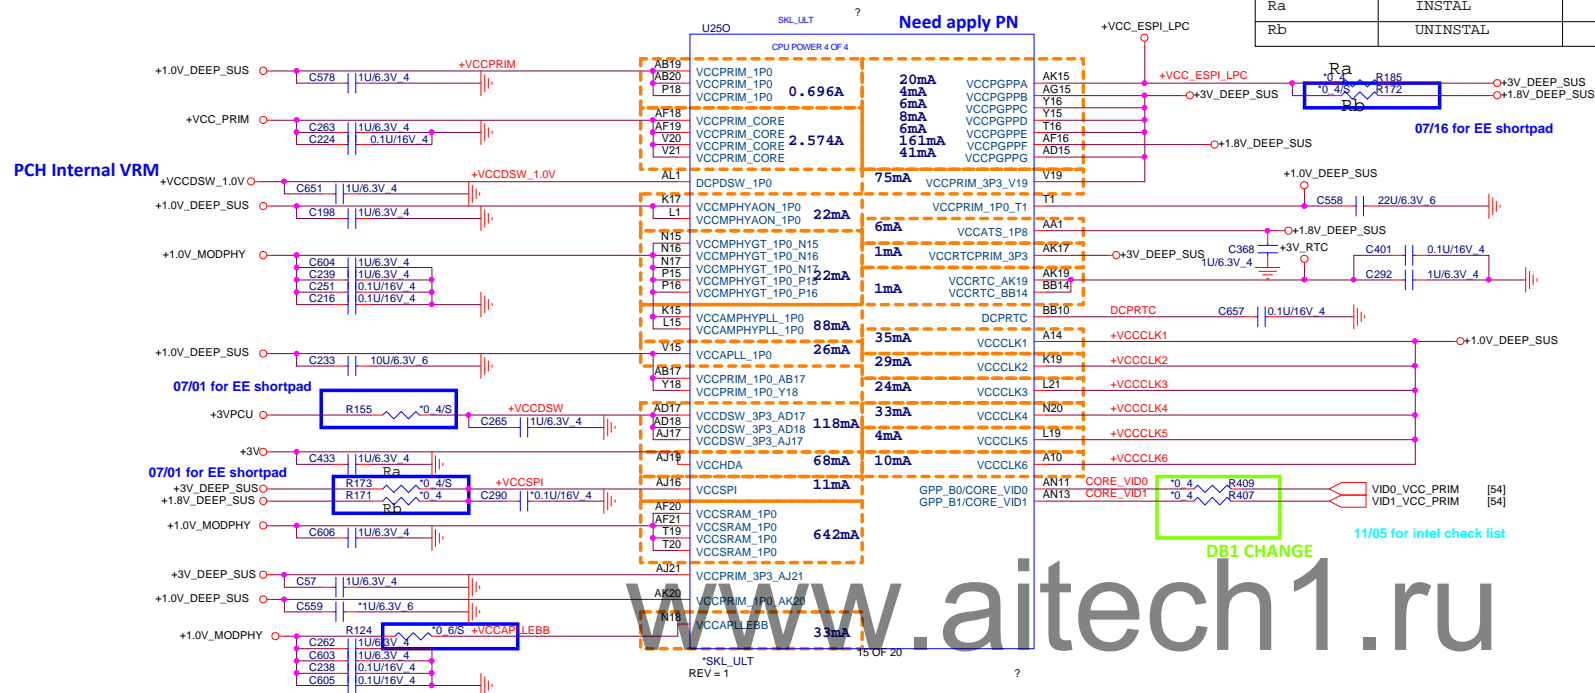 Ra INSTAL
Rb UNINSTAL
SKL_ULT
?
U25O
Need apply PN
+VCC_ESPI_LPC
CPU POWER 4 OF 4
+1.0V_DEEP_SUS
C578
1U/6.3V_4
+VCCPRIM
AB19 VCCPRIM_1P0
AB20 VCCPRIM_1P0
P18 VCCPRIM_1P0
0.696A
+VCC_PRIM
C263 1U/6.3V_4
C224 0.1U/16V_4
AF18 VCCPRIM_CORE
AF19 VCCPRIM_CORE
V20 VCCPRIM_CORE
V21 VCCPRIM_CORE
2.574A
PCH Internal VRM
+VCCDSW_1.0V
C651 1U/6.3V_4
+VCCDSW_1.0V
AL1 DCPDSW_1P0
+1.0V_DEEP_SUS
C198 1U/6.3V_4
K17 VCCMPHYAON_1P0
L1 VCCMPHYAON_1P0
22mA
+1.0V_MODPHY
C604 1U/6.3V_4
C239 1U/6.3V_4
C251 0.1U/16V_4
C216 0.1U/16V_4
N15 VCCMPHYGT_1P0_N15
N16 VCCMPHYGT_1P0_N16
N17 VCCMPHYGT_1P0_N17
P15 VCCMPHYGT_1P0_P15
P16 VCCMPHYGT_1P0_P16
22mA
K15 VCCAMPHYPLL_1P0
L15 VCCAMPHYPLL_1P0
88mA
+1.0V_DEEP_SUS
C233 10U/6.3V_6
V15 VCCAPLL_1P0
26mA
AB17 VCCPRIM_1P0_AB17
Y18 VCCPRIM_1P0_Y18
07/01 for EE shortpad
+3VPCU
R155 *0_4/S
+VCCDSW
C265 1U/6.3V_4
AD17 VCCDSW_3P3_AD17
AD18 VCCDSW_3P3_AD18
AJ17 VCCDSW_3P3_AJ17
118mA
+3V
C433 1U/6.3V_4
AJ19 VCCHDA
68mA
07/01 for EE shortpad
Ra
+3V_DEEP_SUS R173 *0_4/S
+1.8V_DEEP_SUS R171 *0_4
Rb
+VCCSPI
C290 *0.1U/16V_4
AJ16 VCCSPI
11mA
+1.0V_MODPHY
C606 1U/6.3V_4
AF20 VCCSRAM_1P0
AF21 VCCSRAM_1P0
T19 VCCSRAM_1P0
T20 VCCSRAM_1P0
642mA
+3V_DEEP_SUS
C57 1U/6.3V_4
AJ21 VCCPRIM_3P3_AJ21
+1.0V_DEEP_SUS
C559 *1U/6.3V_6
AK20 VCCPRIM_1P0_AK20
+1.0V_MODPHY
R124 *0_6/S +VCCAPLLEBB
C262 1U/6.3V_4
C603 1U/6.3V_4
C238 0.1U/16V_4
C605 0.1U/16V_4
N18 VCCAPLLEBB
33mA
*SKL_ULT
REV = 1
15 OF 20
?
20mA VCCPGPPA AK15
4mA VCCPGPPB AG15
6mA VCCPGPPC Y16
8mA VCCPGPPD Y15
6mA VCCPGPPE T16
161mA VCCPGPPF AF16
41mA VCCPGPPG AD15
+VCC_ESPI_LPC
+3V_DEEP_SUS
+1.8V_DEEP_SUS
Ra
*0_4 R185 +3V_DEEP_SUS
*0_4/S R172 +1.8V_DEEP_SUS
Rb
07/16 for EE shortpad
75mA VCCPRIM_3P3_V19 V19
VCCPRIM_1P0_T1 T1
+1.0V_DEEP_SUS
C558 22U/6.3V_6
6mA VCCATS_1P8 AA1
+1.8V_DEEP_SUS
C368 1U/6.3V_4
1mA VCCRTCPRIM_3P3 AK17
+3V_DEEP_SUS
+3V_RTC
C401 0.1U/16V_4
C292 1U/6.3V_4
1mA VCCRTC_AK19 AK19
VCCRTC_BB14 BB14
DCPRTC BB10 DCPRTC
C657 0.1U/16V_4
35mA VCCCLK1 A14 +VCCCLK1
+1.0V_DEEP_SUS
29mA VCCCLK2 K19 +VCCCLK2
24mA VCCCLK3 L21 +VCCCLK3
33mA VCCCLK4 N20 +VCCCLK4
4mA VCCCLK5 L19 +VCCCLK5
10mA VCCCLK6 A10 +VCCCLK6
GPP_B0/CORE_VID0 AN11 CORE_VID0 *0_4 R409 VID0_VCC_PRIM [54]
GPP_B1/CORE_VID1 AN13 CORE_VID1 *0_4 R407 VID1_VCC_PRIM [54]
11/05 for intel check list
DB1 CHANGE
www.aitech1.ru